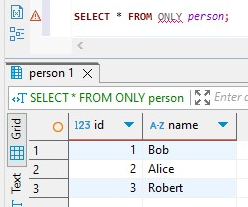 SELECT * FROM ONLY person;
person 1
SELECT * FROM ONLY person
Enter
Grid
Text
id
A-Z name
1 1 Bob
2 2 Alice
3 3 Robert